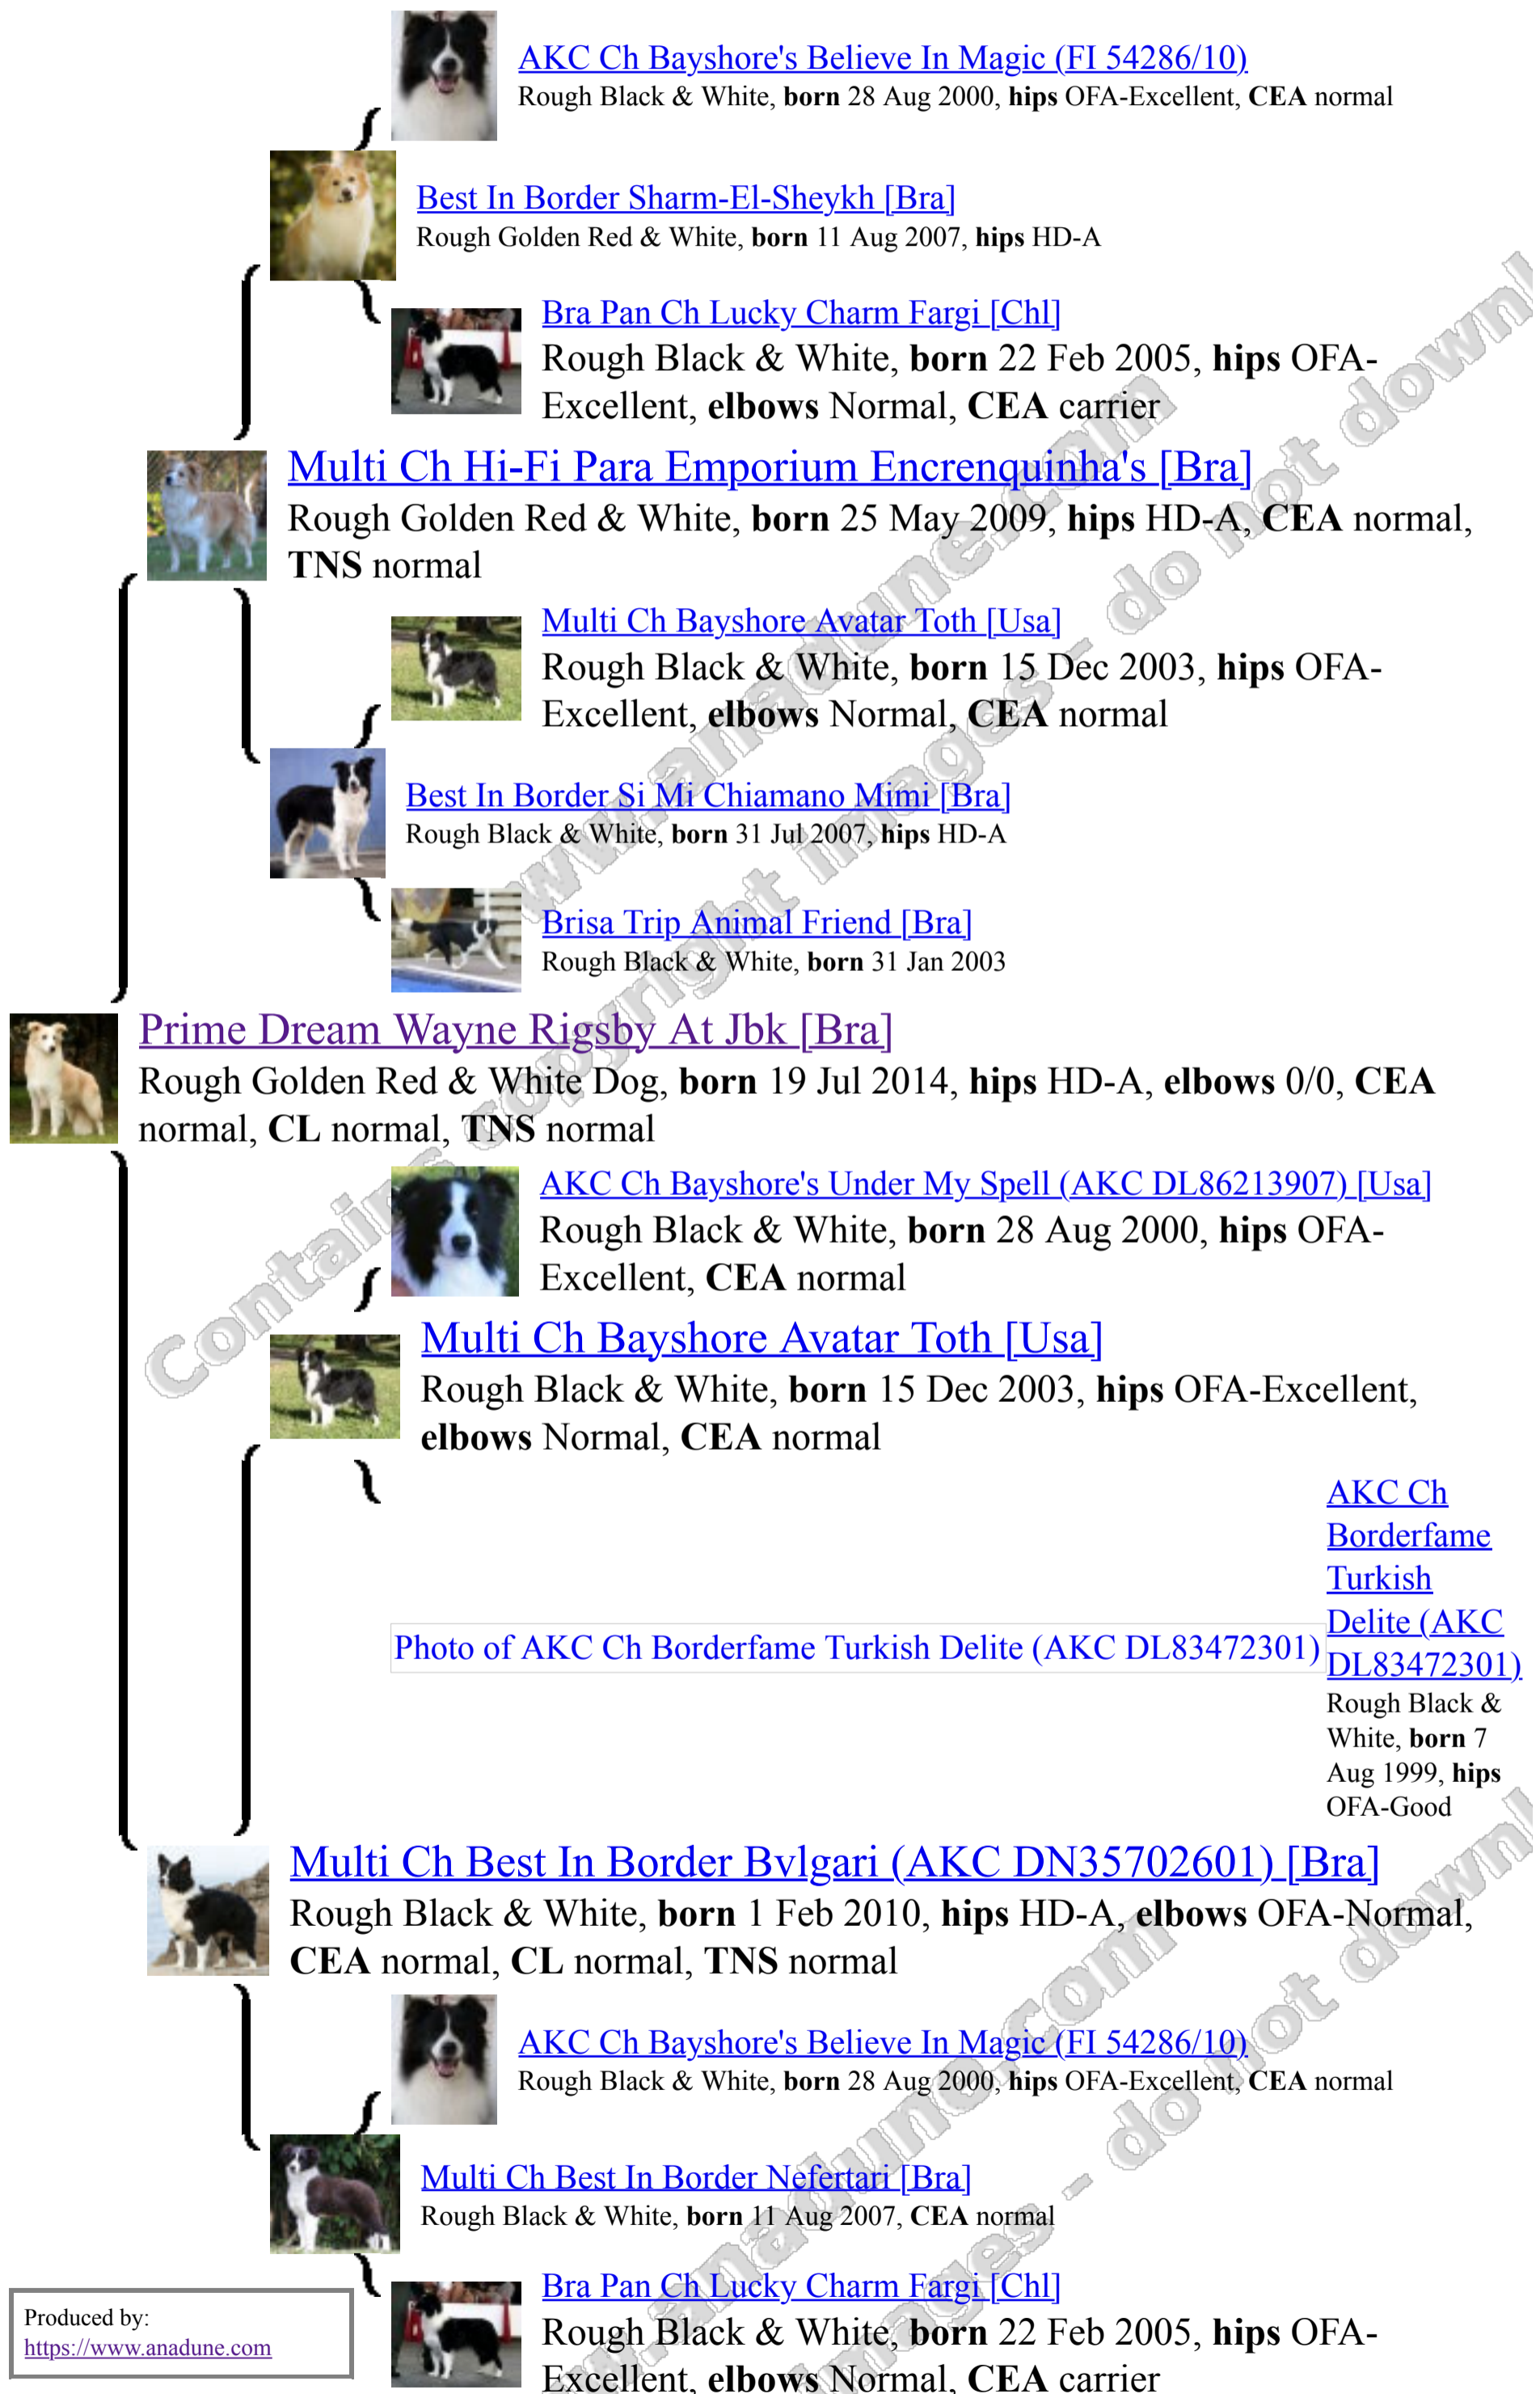 AKC Ch Bayshore's Believe In Magic (FI 54286/10)
Rough Black & White, born 28 Aug 2000, hips OFA-Excellent, CEA normal
Best In Border Sharm-El-Sheykh [Bra]
Rough Golden Red & White, born 11 Aug 2007, hips HD-A
Bra Pan Ch Lucky Charm Fargi [Chl]
Rough Black & White, born 22 Feb 2005, hips OFA-
Excellent, elbows Normal, CEA carrier
Multi Ch Hi-Fi Para Emporium Encrenquinha's [Bra]
Rough Golden Red & White, born 25 May 2009, hips HD-A, CEA normal,
TNS normal
Multi Ch Bayshore Avatar Toth [Usa]
Rough Black & White, born 15 Dec 2003, hips OFA-
Excellent, elbows Normal, CEA normal
Best In Border Si Mi Chiamano Mimi [Bra]
Rough Black & White, born 31 Jul 2007, hips HD-A
Brisa Trip Animal Friend [Bra]
Rough Black & White, born 31 Jan 2003
Prime Dream Wayne Rigsby At Jbk [Bra]
Rough Golden Red & White Dog, born 19 Jul 2014, hips HD-A, elbows 0/0, CEA
normal, CL normal, TNS normal
AKC Ch Bayshore's Under My Spell (AKC DL86213907) [Usa]
Rough Black & White, born 28 Aug 2000, hips OFA-
Excellent, CEA normal
Multi Ch Bayshore Avatar Toth [Usa]
Rough Black & White, born 15 Dec 2003, hips OFA-Excellent,
elbows Normal, CEA normal
Photo of AKC Ch Borderfame Turkish Delite (AKC DL83472301)
AKC Ch
Borderfame
Turkish
Delite (AKC
DL83472301)
Rough Black &
White, born 7
Aug 1999, hips
OFA-Good
Multi Ch Best In Border Bvlgari (AKC DN35702601) [Bra]
Rough Black & White, born 1 Feb 2010, hips HD-A, elbows OFA-Normal,
CEA normal, CL normal, TNS normal
AKC Ch Bayshore's Believe In Magic (FI 54286/10)
Rough Black & White, born 28 Aug 2000, hips OFA-Excellent, CEA normal
Multi Ch Best In Border Nefertari [Bra]
Rough Black & White, born 11 Aug 2007, CEA normal
Bra Pan Ch Lucky Charm Fargi [Chl]
Rough Black & White, born 22 Feb 2005, hips OFA-
Excellent, elbows Normal, CEA carrier
Produced by:
https://www.anadune.com
www.anadune.com
Contains copyright images - do not downl
www.anadune.com
images - do not downl